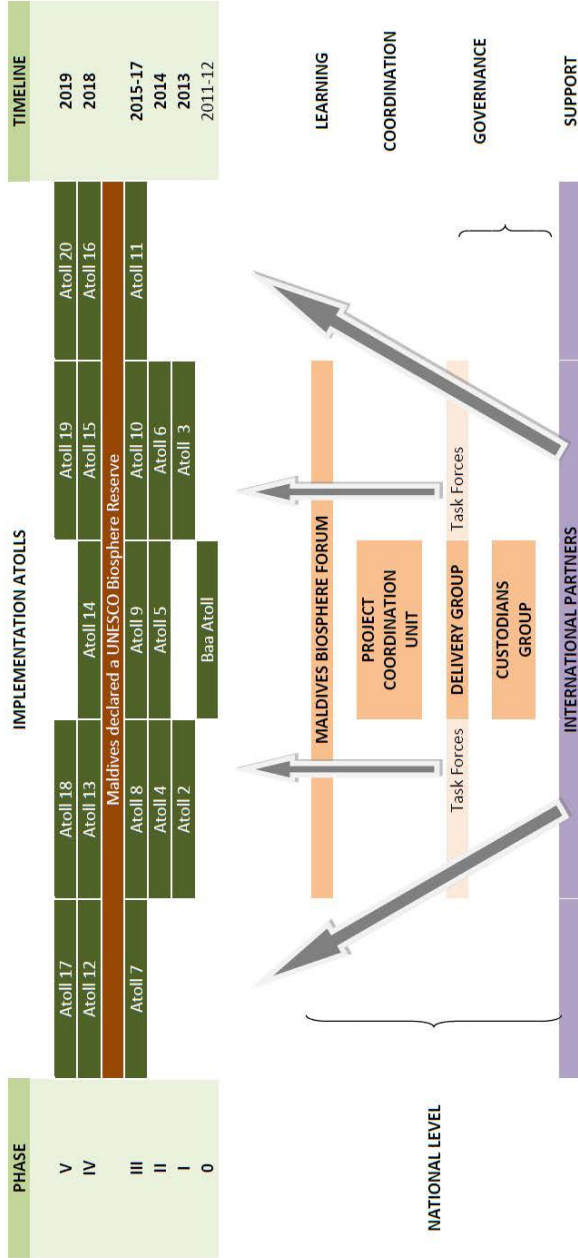 PHASE IMPLEMENTATION ATOLLS TIMELINE
V Atoll 17 Atoll 18 Atoll 19 Atoll 20 2019
IV Atoll 12 Atoll 13 Atoll 14 Atoll 15 Atoll 16 2018
Maldives declared a UNESCO Biosphere Reserve
III Atoll 7 Atoll 8 Atoll 9 Atoll 10 Atoll 11 2015-17
II Atoll 4 Atoll 5 Atoll 6 2014
I Atoll 2 Atoll 3 2013
0 Baa Atoll 2011-12
MALDIVES BIOSPHERE FORUM LEARNING
PROJECT
COORDINATION
UNIT
COORDINATION
NATIONAL LEVEL
Task Forces DELIVERY GROUP Task Forces
GOVERNANCE
CUSTODIANS
GROUP
INTERNATIONAL PARTNERS SUPPORT